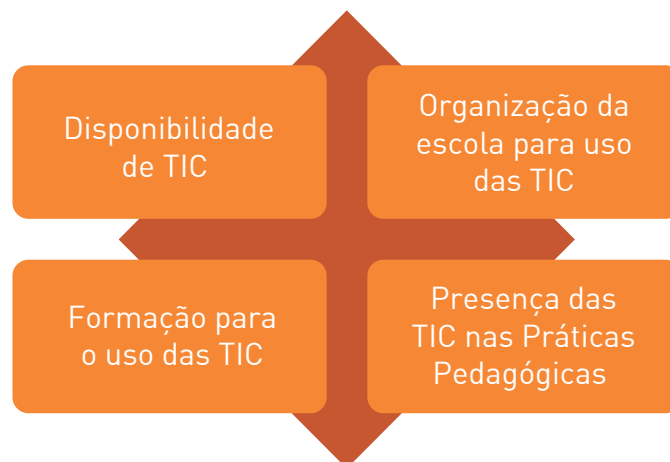 Disponibilidade
de TIC
Organização da
escola para uso
das TIC
Formação para
o uso das TIC
Presença das
TIC nas Práticas
Pedagógicas